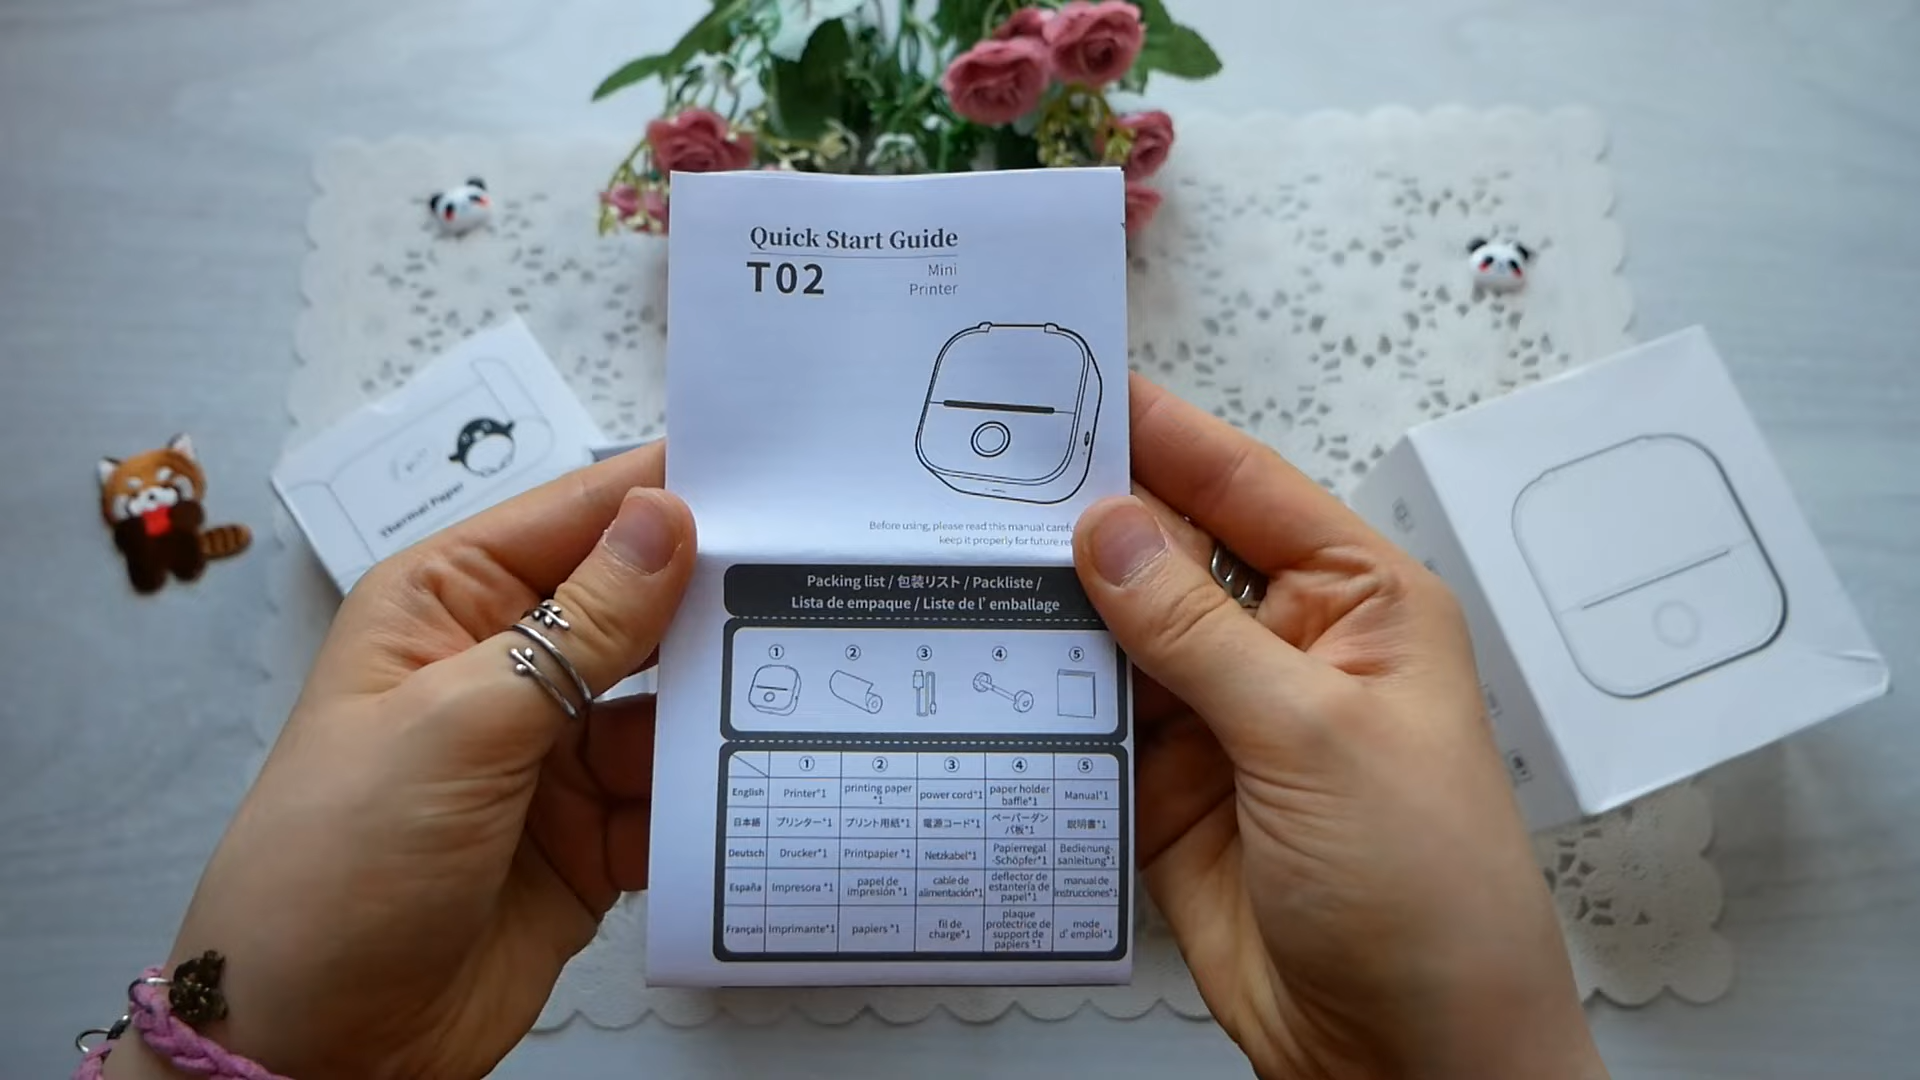 Quick Start Guide
T02
Mini
Printer
Before using, please read this manual
keep it properly for future
Packing list / 包装リスト / Packliste /
Lista de empaque / Liste de l' emballage
① ② ③ ④ ⑤
① ② ③ ④ ⑤
English Printer*1 printing paper *1 power cord*1 paper holder baffle*1 Manual*1
日本語 プリンター*1 プリント用紙*1 電源コード*1 ペーパーダンパ板*1 説明書*1
Deutsch Drucker*1 Printpapier *1 Netzkabel*1 Papierregal -Schöpfer*1 Bedienung- sanleitung*1
España Impresora *1 papel de impresión *1 cable de alimentación*1 deflector de estantería de papel*1 manual de instrucciones*1
Français imprimante*1 papiers *1 fil de charge*1 plaque protectrice de support de papiers *1 mode d' emploi*1
Thermal Paper